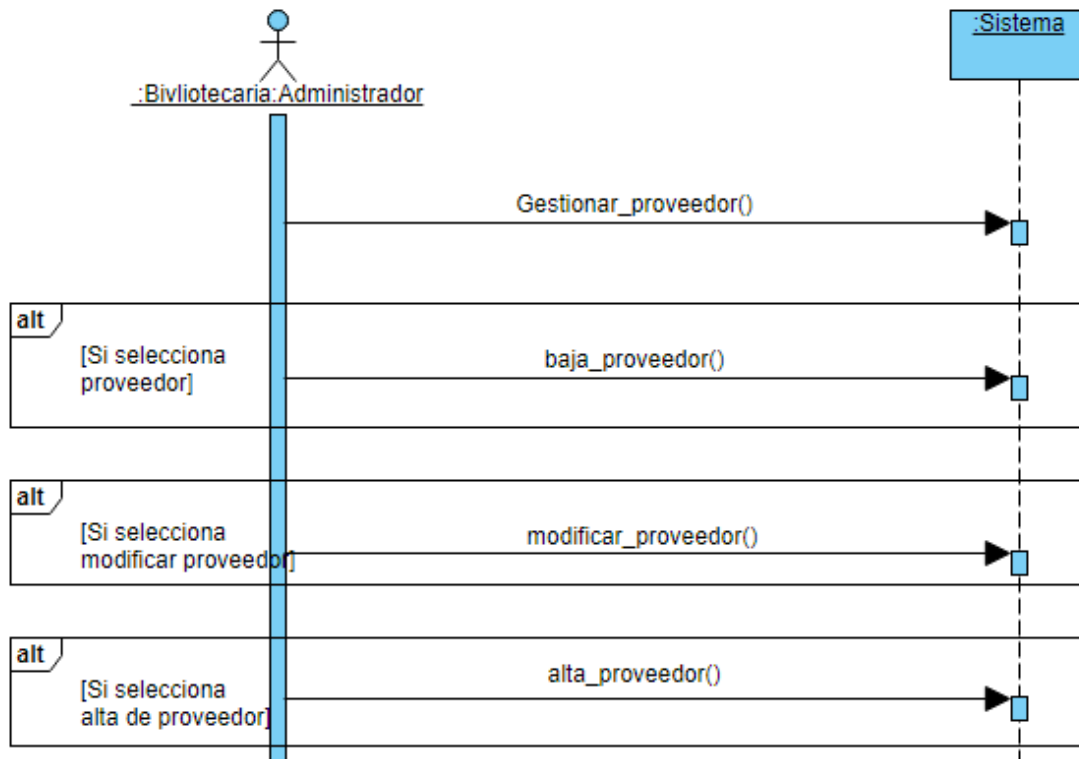 :Sistema
:Bivliotecaria:Administrador
Gestionar_proveedor()
alt
[Si selecciona
proveedor]
baja_proveedor()
alt
[Si selecciona
modificar proveedor]
modificar_proveedor()
alt
[Si selecciona
alta de proveedor]
alta_proveedor()